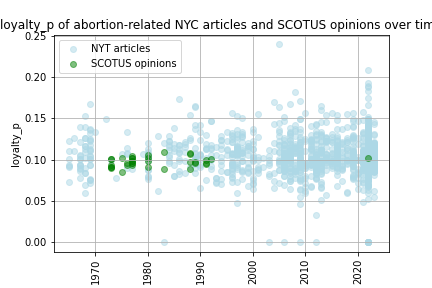 loyalty_p of abortion-related NYC articles and SCOTUS opinions over tim
0.25
NYT articles
SCOTUS opinions
0.20
0.15
loyalty_p
0.10
0.05
0.00
1970 1980 1990 2000 2010 2020